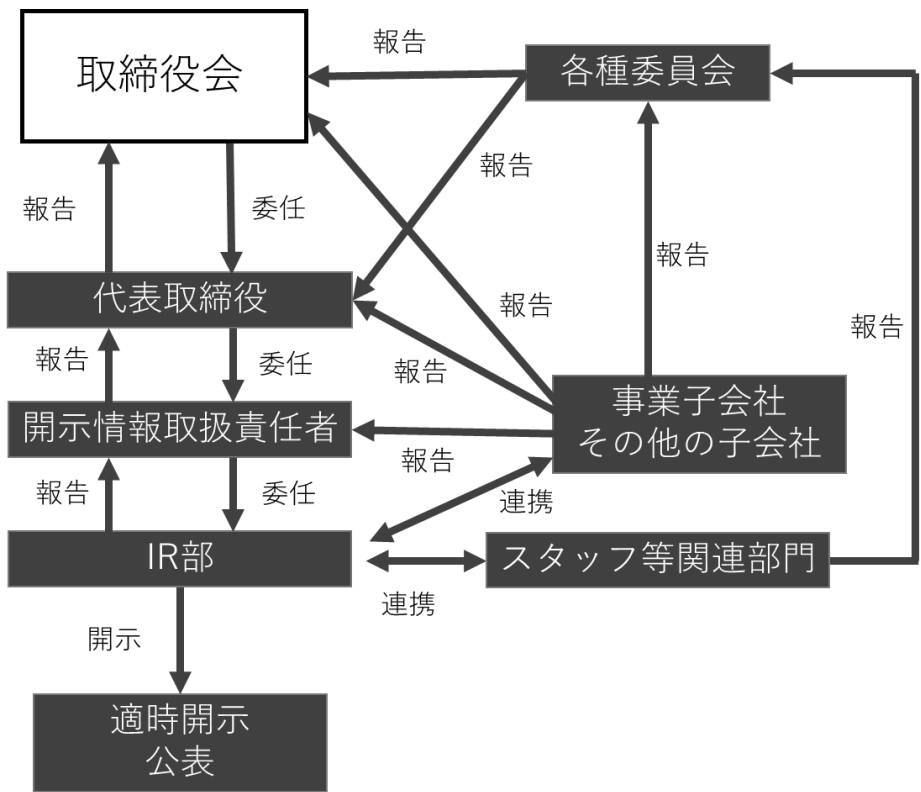 取締役会
報告
各種委員会
報告
委任
報告
報告
代表取締役
報告
報告
報告
委任
報告
事業子会社
その他の子会社
開示情報取扱責任者
報告
報告
委任
連携
IR部
スタッフ等関連部門
連携
開示
適時開示
公表